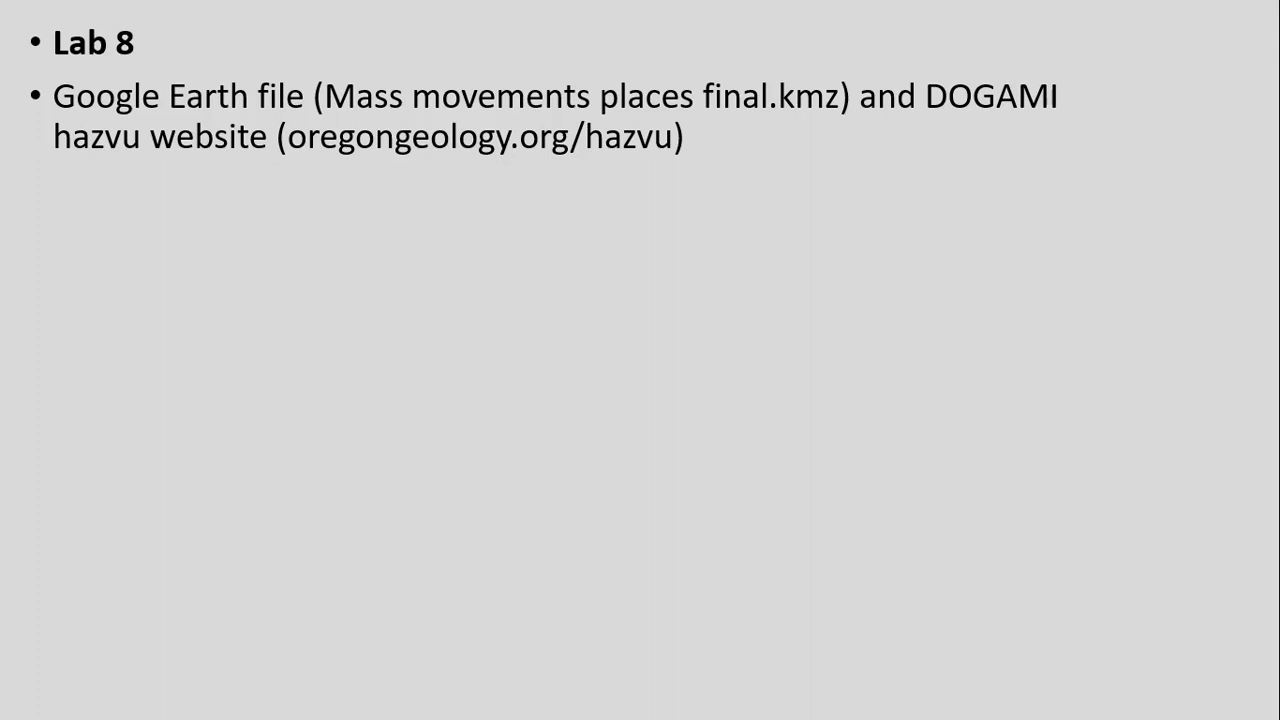 • Lab 8
• Google Earth file (Mass movements places final.kmz) and DOGAMI
hazvu website (oregongeology.org/hazvu)